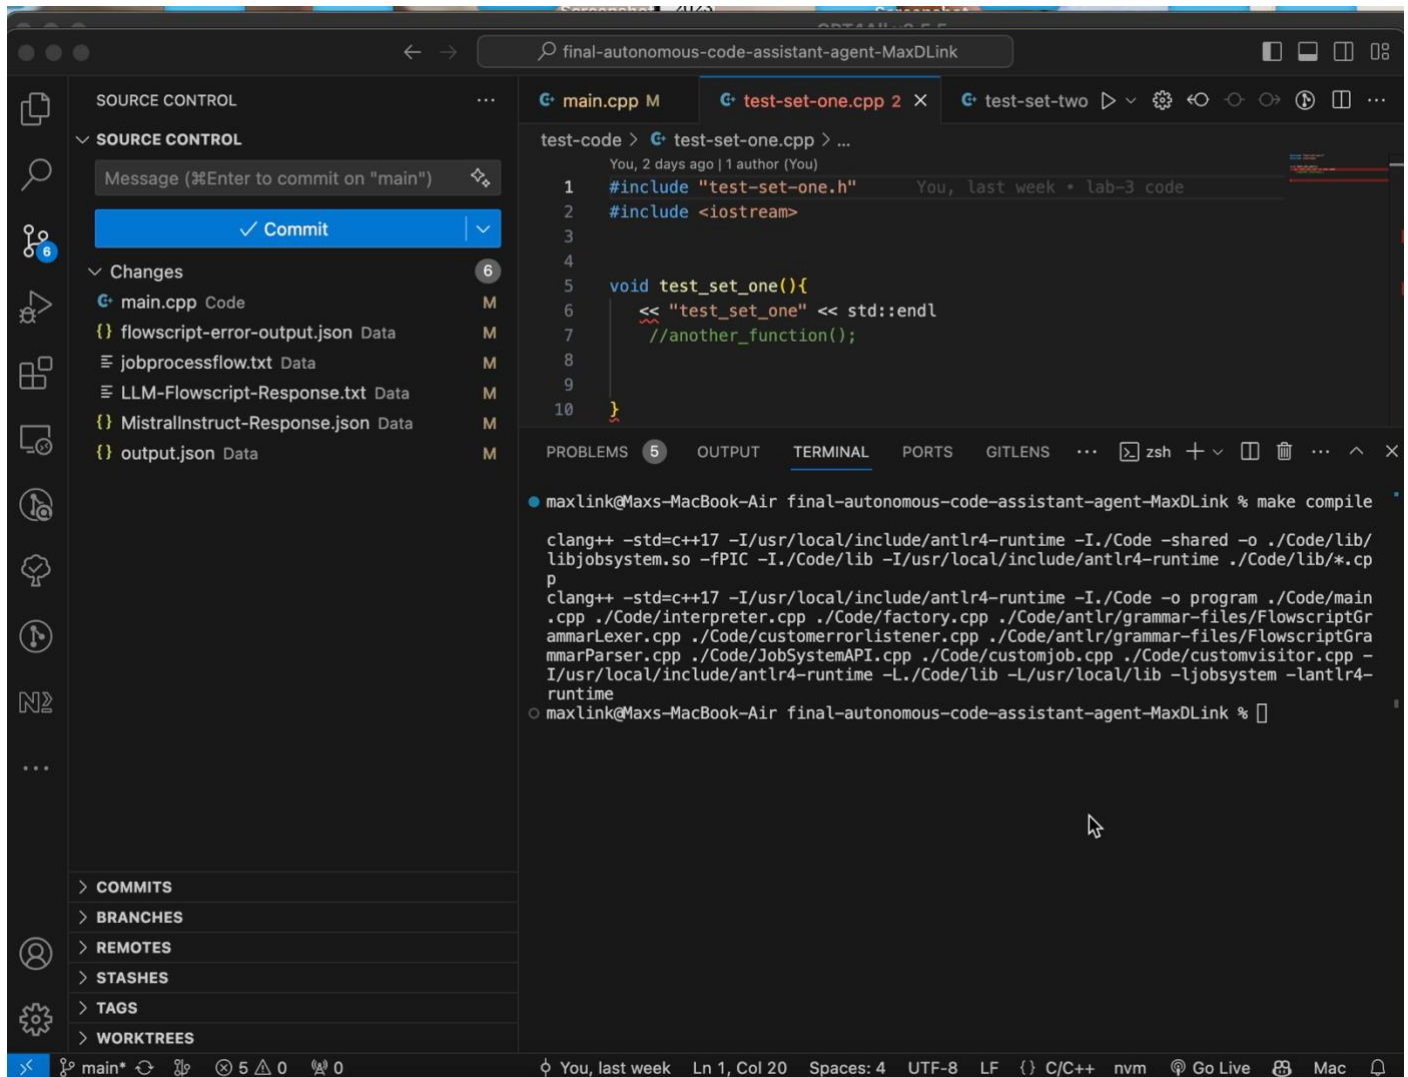 final-autonomous-code-assistant-agent-MaxDLink
SOURCE CONTROL
SOURCE CONTROL
Message (⌘Enter to commit on "main")
Commit
Changes 6
main.cpp Code M
flowscript-error-output.json Data M
jobprocessflow.txt Data M
LLM-Flowscript-Response.txt Data M
MistralInstruct-Response.json Data M
output.json Data M
6
COMMITS
BRANCHES
REMOTES
STASHES
TAGS
WORKTREES
main.cpp M test-set-one.cpp 2 test-set-two
test-code > test-set-one.cpp > ...
You, 2 days ago | 1 author (You)
1 #include "test-set-one.h" You, last week • lab-3 code
2 #include <iostream>
3
4
5 void test_set_one(){
6 << "test_set_one" << std::endl
7 //another_function();
8
9
10 }
PROBLEMS 5 OUTPUT TERMINAL PORTS GITLENS ... zsh
maxlink@Maxs-MacBook-Air final-autonomous-code-assistant-agent-MaxDLink % make compile
clang++ -std=c++17 -I/usr/local/include/antlr4-runtime -I./Code -shared -o ./Code/lib/
libjobsystem.so -fPIC -I./Code/lib -I/usr/local/include/antlr4-runtime ./Code/lib/*.cp
p
clang++ -std=c++17 -I/usr/local/include/antlr4-runtime -I./Code -o program ./Code/main
.cpp ./Code/interpreter.cpp ./Code/factory.cpp ./Code/antlr/grammar-files/FlowscriptGr
ammarLexer.cpp ./Code/customerrorlistener.cpp ./Code/antlr/grammar-files/FlowscriptGra
mmarParser.cpp ./Code/JobSystemAPI.cpp ./Code/customjob.cpp ./Code/customvisitor.cpp -
I/usr/local/include/antlr4-runtime -L./Code/lib -L/usr/local/lib -ljobsystem -lantlr4-
runtime
maxlink@Maxs-MacBook-Air final-autonomous-code-assistant-agent-MaxDLink %
main* 5 0 0 You, last week Ln 1, Col 20 Spaces: 4 UTF-8 LF {} C/C++ nvm Go Live Mac